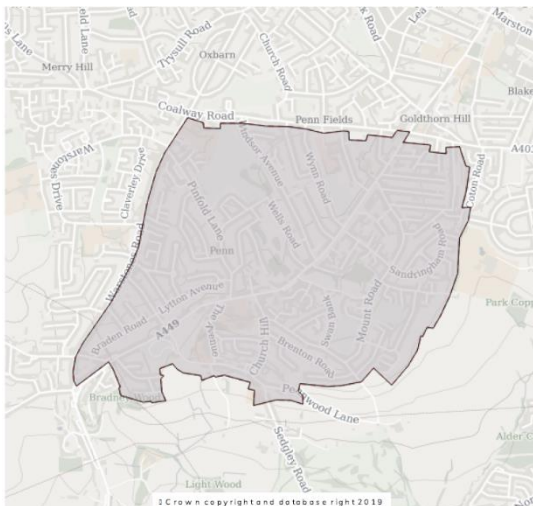 Marston
Trysull Road
Oxbarn
Church Road
Merry Hill
Coalway Road
Penn Fields
Goldthorn Hill
Warstones Drive
Claverley Drive
Windsor Avenue
Wynn Road
Coton Road
Pinfold Lane
Wells Road
Penn
Sandringham Road
Warstones Road
Lytton Avenue
Park Copp
Swan Bank
Mount Road
The Avenue
Church Hill
Braden Road
A449
Brenton Road
Pennwood Lane
Sedgley Road
Light Wood
Alder C
©Crown copyright and database right 2019